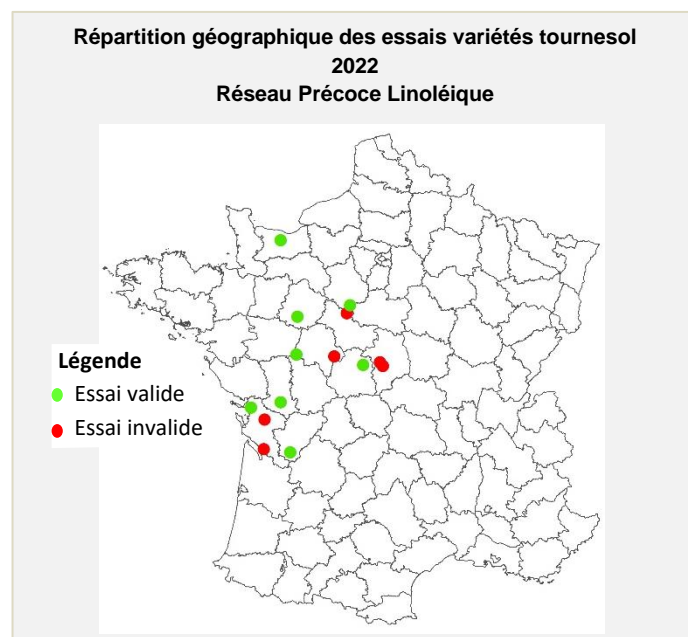 Répartition géographique des essais variétés tournesol
2022
Réseau Précoce Linoléique
Légende
Essai valide
Essai invalide